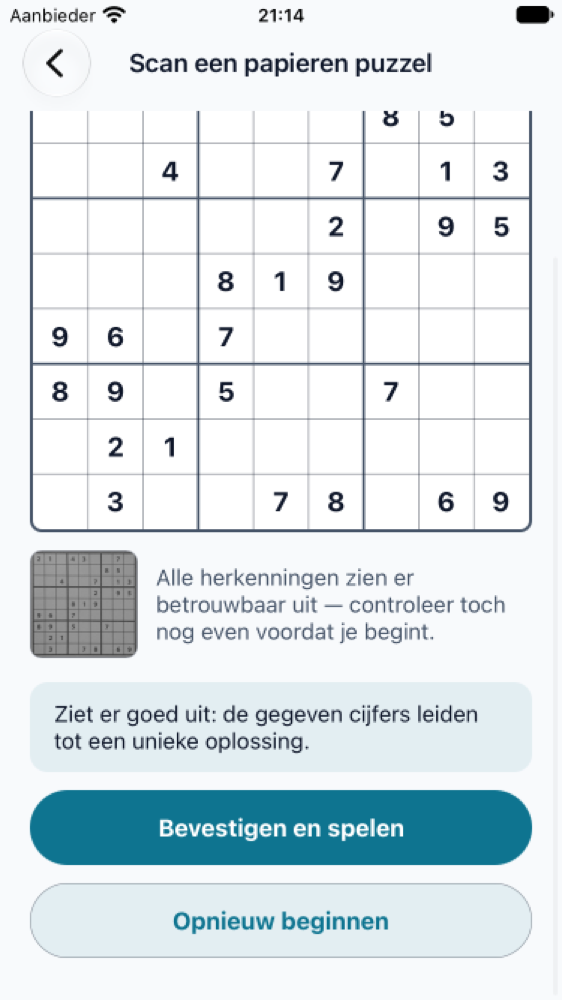 Aanbieder 21:14
Scan een papieren puzzel
8 5
4 7 1 3
2 9 5
8 1 9
9 6 7
8 9 5 7
2 1
3 7 8 6 9
Alle herkenningen zien er
betrouwbaar uit — controleer toch
nog even voordat je begint.
Ziet er goed uit: de gegeven cijfers leiden
tot een unieke oplossing.
Bevestigen en spelen
Opnieuw beginnen